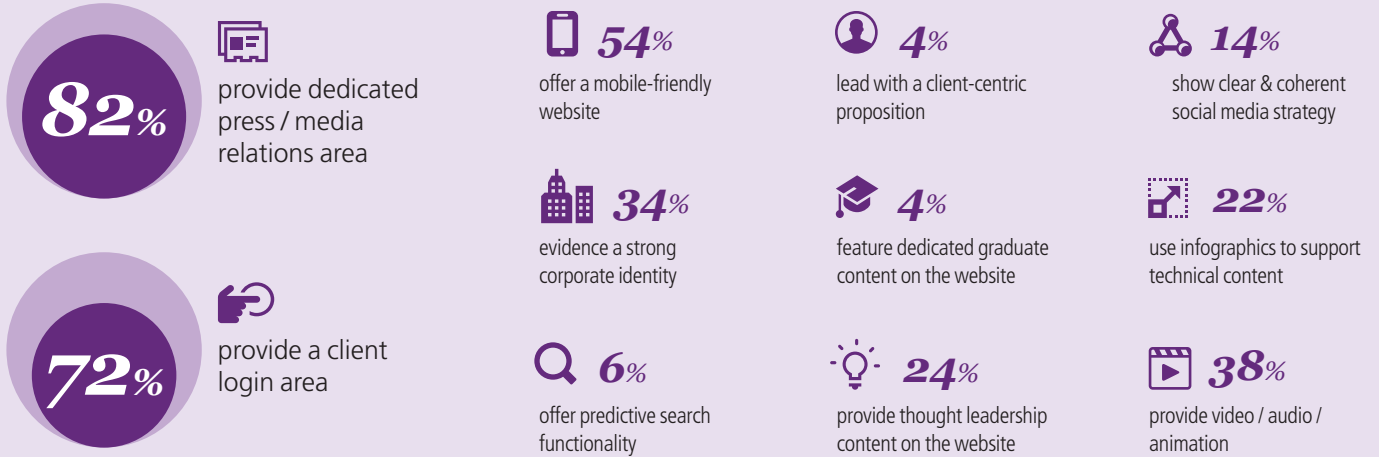 82%
provide dedicated
press / media
relations area
72%
provide a client
login area
54%
offer a mobile-friendly
website
4%
lead with a client-centric
proposition
14%
show clear & coherent
social media strategy
34%
evidence a strong
corporate identity
4%
feature dedicated graduate
content on the website
22%
use infographics to support
technical content
6%
offer predictive search
functionality
24%
provide thought leadership
content on the website
38%
provide video / audio /
animation